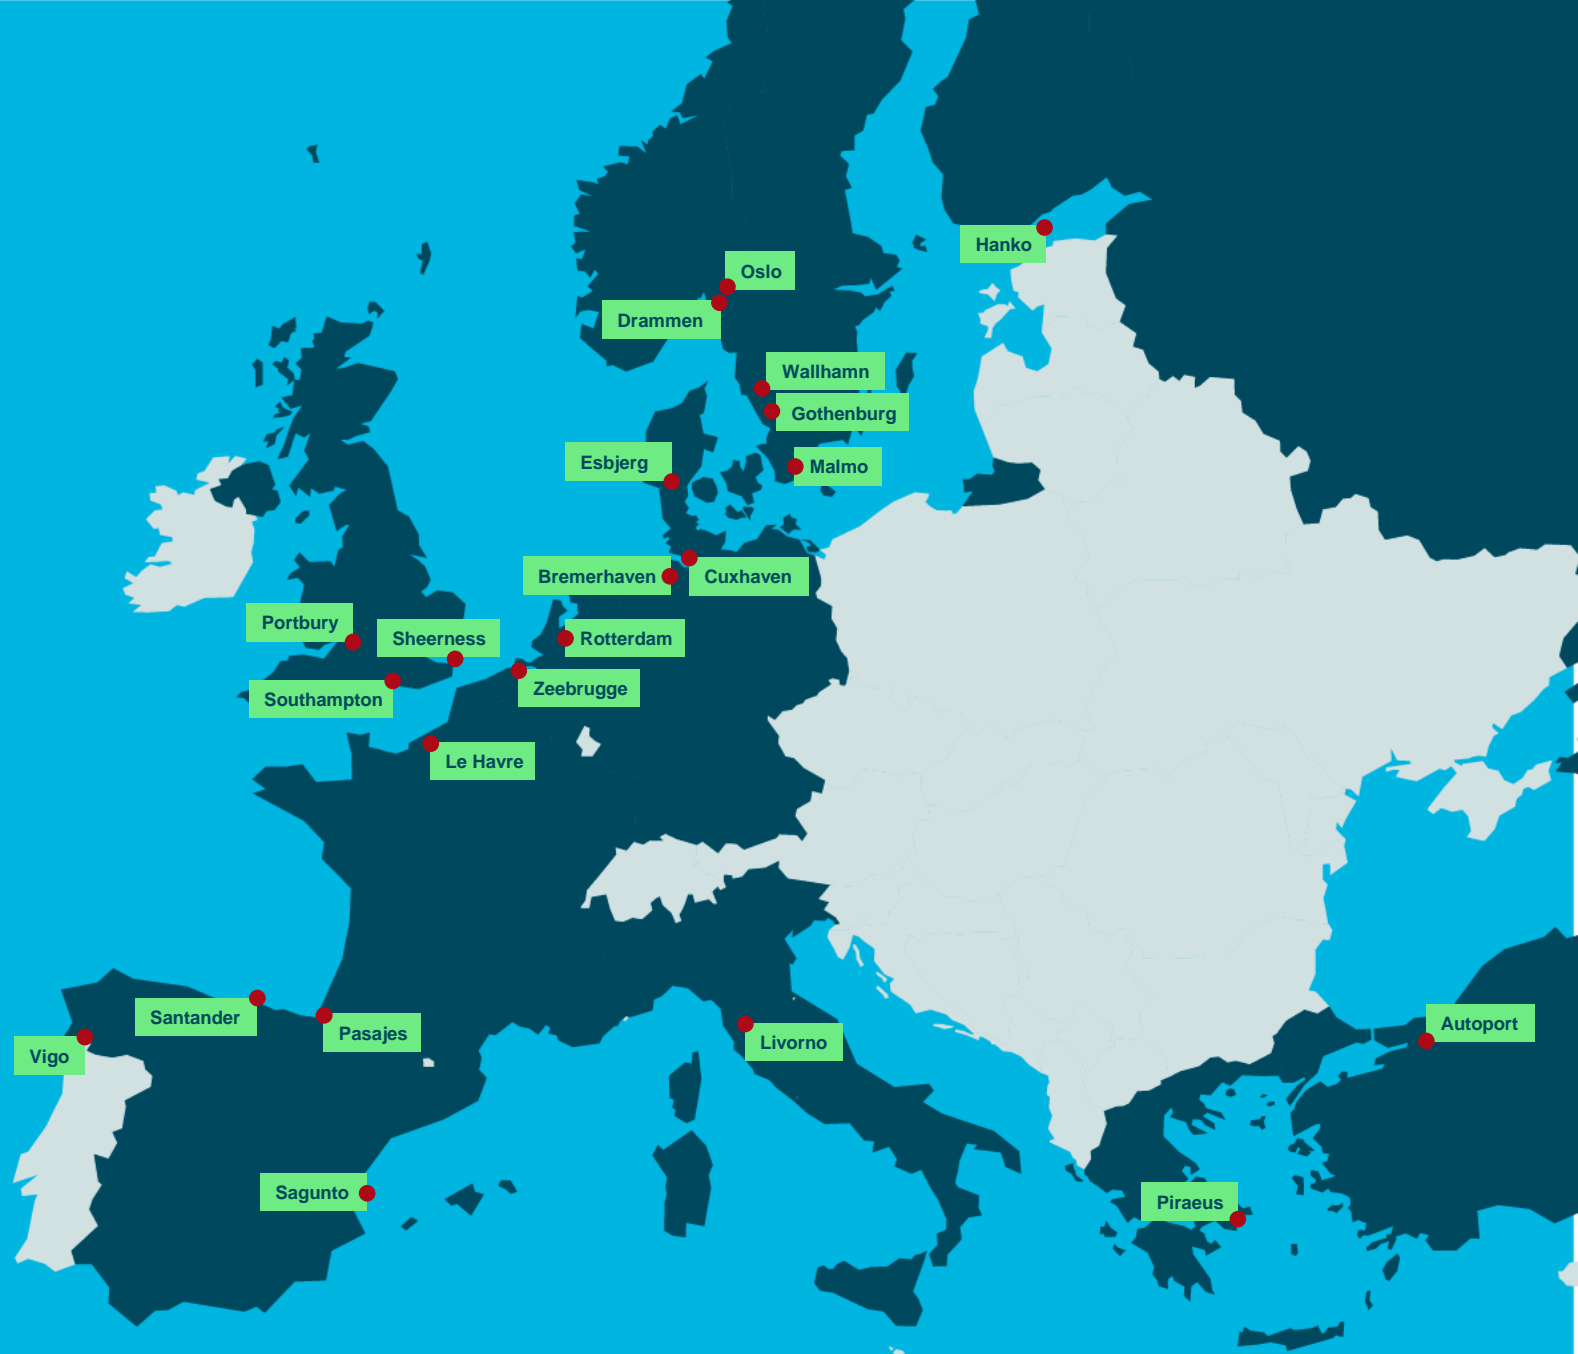 Hanko
Oslo
Drammen
Wallhamn
Gothenburg
Esbjerg
Malmo
Bremerhaven
Cuxhaven
Portbury
Sheerness
Rotterdam
Southampton
Zeebrugge
Le Havre
Santander
Pasajes
Vigo
Livorno
Autoport
Sagunto
Piraeus